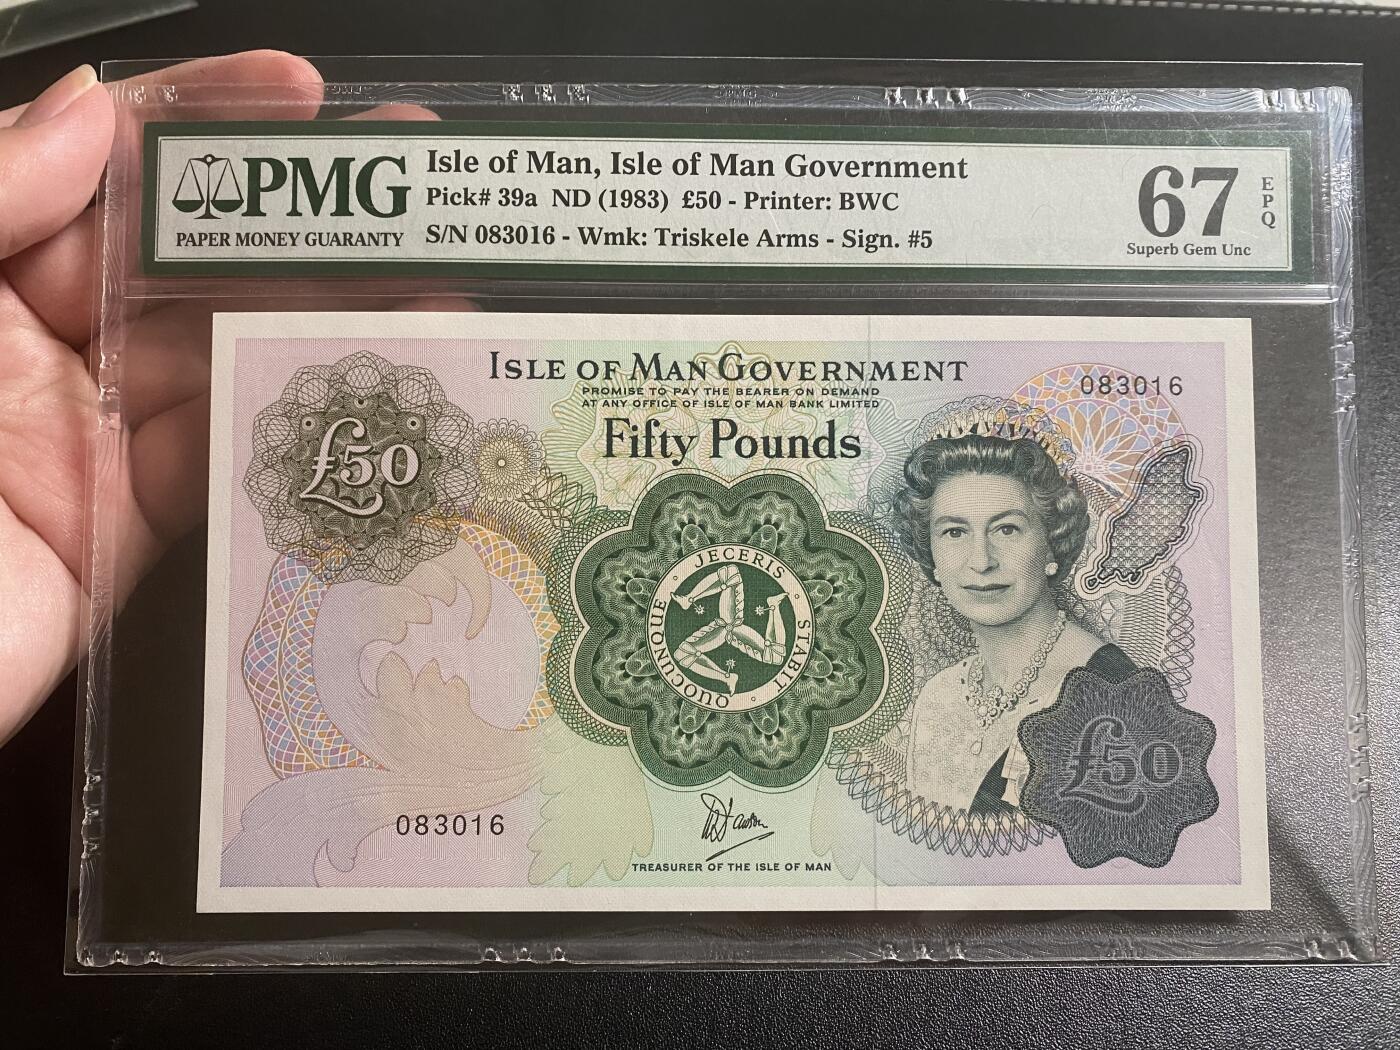 PMG
PAPER MONEY GUARANTY
Isle of Man, Isle of Man Government
Pick# 39a ND (1983) £50 - Printer: BWC
S/N 083016 - Wmk: Triskele Arms - Sign. #5
67
EPQ
Superb Gem Unc
ISLE OF MAN GOVERNMENT
PROMISE TO PAY THE BEARER ON DEMAND
AT ANY OFFICE OF ISLE OF MAN BANK LIMITED
Fifty Pounds
083016
£50
QUOCUNQUE · JECERIS · STABIT ·
£50
083016
W Dawson
TREASURER OF THE ISLE OF MAN